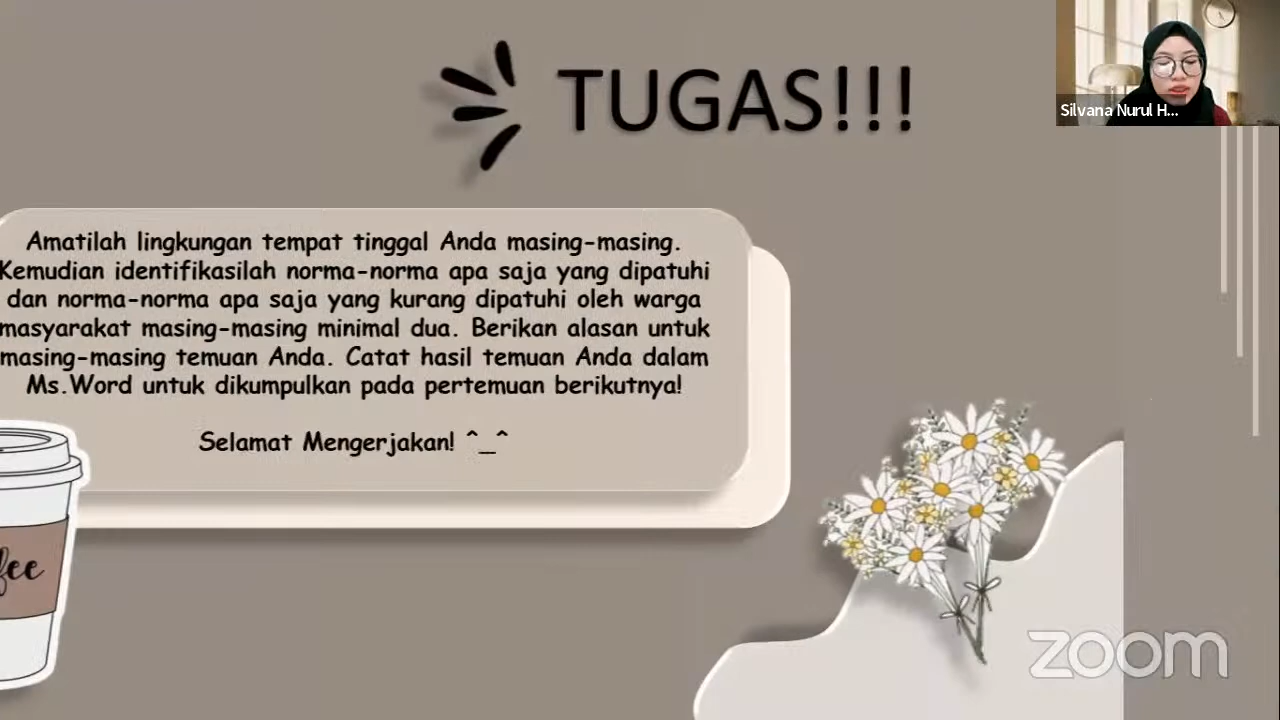 TUGAS!!!
Silvana Nurul H...
Amatilah lingkungan tempat tinggal Anda masing-masing.
Kemudian identifikasilah norma-norma apa saja yang dipatuhi
dan norma-norma apa saja yang kurang dipatuhi oleh warga
masyarakat masing-masing minimal dua. Berikan alasan untuk
masing-masing temuan Anda. Catat hasil temuan Anda dalam
Ms.Word untuk dikumpulkan pada pertemuan berikutnya!
Selamat Mengerjakan! ^_^
fee
zoom